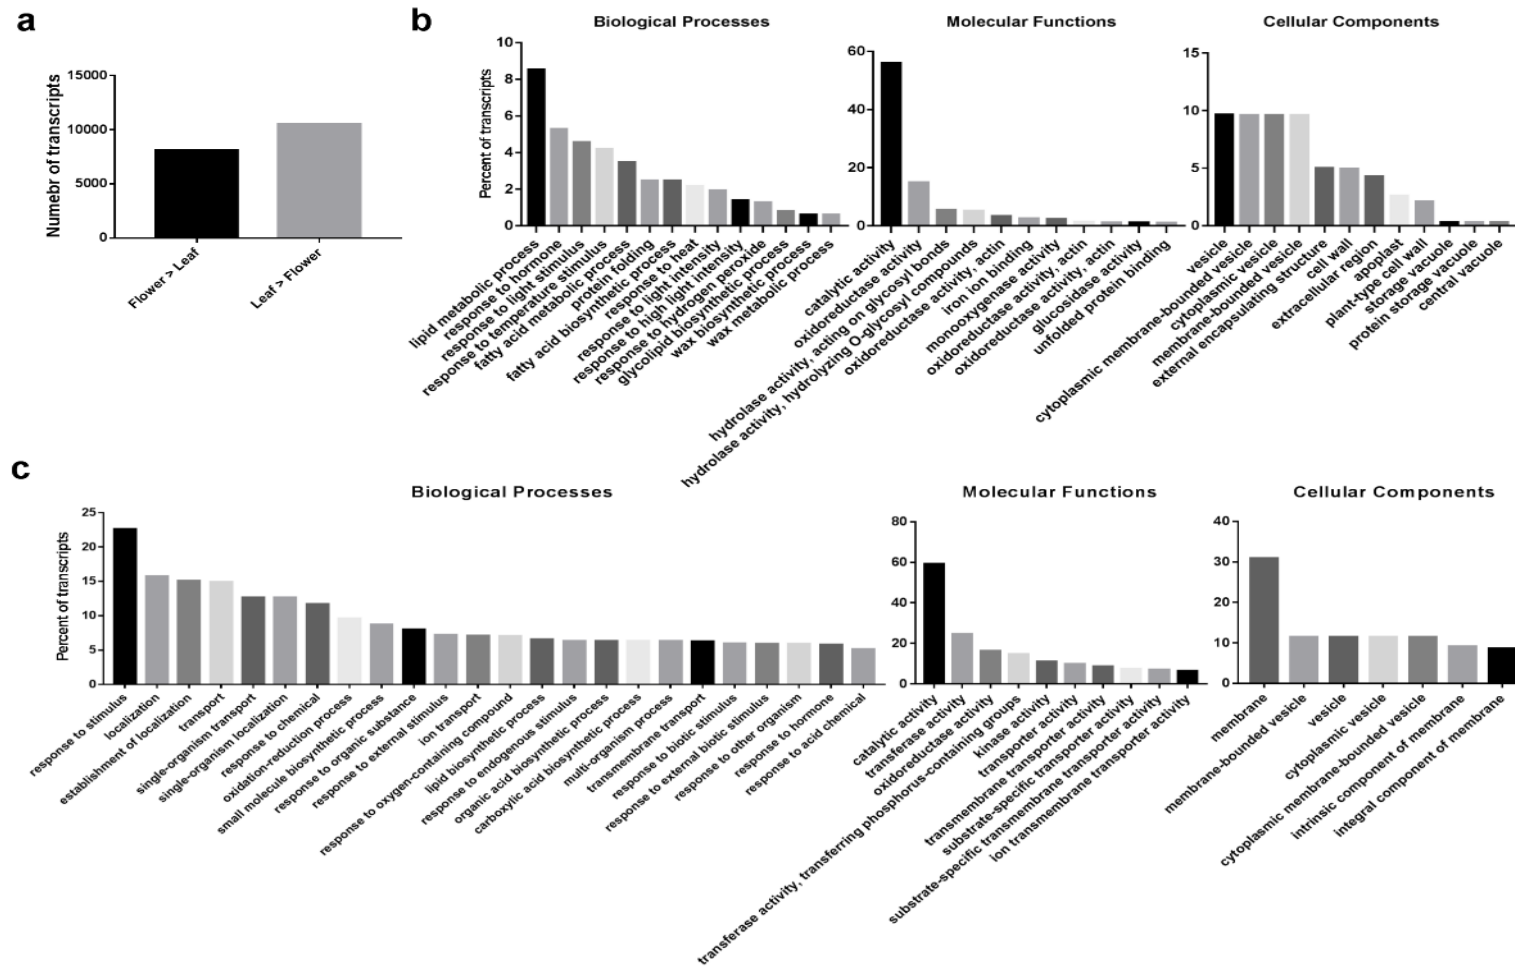 a
Numebr of transcripts
15000
10000
5000
0
Flower > Leaf
Leaf > Flower
b
Biological Processes
Percent of transcripts
10
8
6
4
2
0
lipid metabolic process
response to hormone
response to light stimulus
response to temperature stimulus
fatty acid metabolic process
protein folding
fatty acid biosynthetic process
response to heat
response to light intensity
response to high light intensity
response to hydrogen peroxide
glycolipid biosynthetic process
wax biosynthetic process
wax metabolic process
Molecular Functions
60
40
20
0
catalytic activity
oxidoreductase activity
hydrolase activity, acting on glycosyl bonds
hydrolase activity, hydrolyzing O-glycosyl compounds
oxidoreductase activity, actin
iron ion binding
monooxygenase activity
oxidoreductase activity, actin
oxidoreductase activity, actin
glucosidase activity
unfolded protein binding
Cellular Components
15
10
5
0
vesicle
cytoplasmic membrane-bounded vesicle
cytoplasmic vesicle
membrane-bounded vesicle
external encapsulating structure
cell wall
extracellular region
apoplast
plant-type cell wall
storage vacuole
protein storage vacuole
central vacuole
c
Biological Processes
Percent of transcripts
25
20
15
10
5
0
response to stimulus
localization
establishment of localization
transport
single-organism transport
single-organism localization
response to chemical
oxidation-reduction process
small molecule biosynthetic process
response to organic substance
response to external stimulus
ion transport
response to oxygen-containing compound
lipid biosynthetic process
response to endogenous stimulus
organic acid biosynthetic process
carboxylic acid biosynthetic process
multi-organism process
transmembrane transport
response to biotic stimulus
response to external biotic stimulus
response to other organism
response to hormone
response to acid chemical
Molecular Functions
80
60
40
20
0
catalytic activity
transferase activity
oxidoreductase activity
transferase activity, transferring phosphorus-containing groups
kinase activity
transporter activity
transmembrane transporter activity
substrate-specific transporter activity
substrate-specific transmembrane transporter activity
ion transmembrane transporter activity
Cellular Components
40
30
20
10
0
membrane
membrane-bounded vesicle
vesicle
cytoplasmic vesicle
cytoplasmic membrane-bounded vesicle
intrinsic component of membrane
integral component of membrane